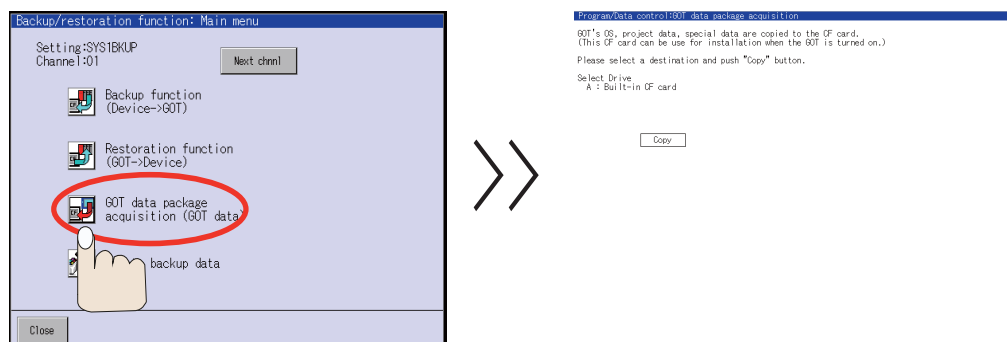 Backup/restoration function: Main menu
Setting:SYS1BKUP
Channel:01
Next chnnl
Backup function
(Device->GOT)
Restoration function
(GOT->Device)
GOT data package
acquisition (GOT data)
backup data
Close
Program/Data control:GOT data package acquisition
GOT's OS, project data, special data are copied to the CF card.
(This CF card can be use for installation when the GOT is turned on.)
Please select a destination and push "Copy" button.
Select Drive
A : Built-in CF card
Copy